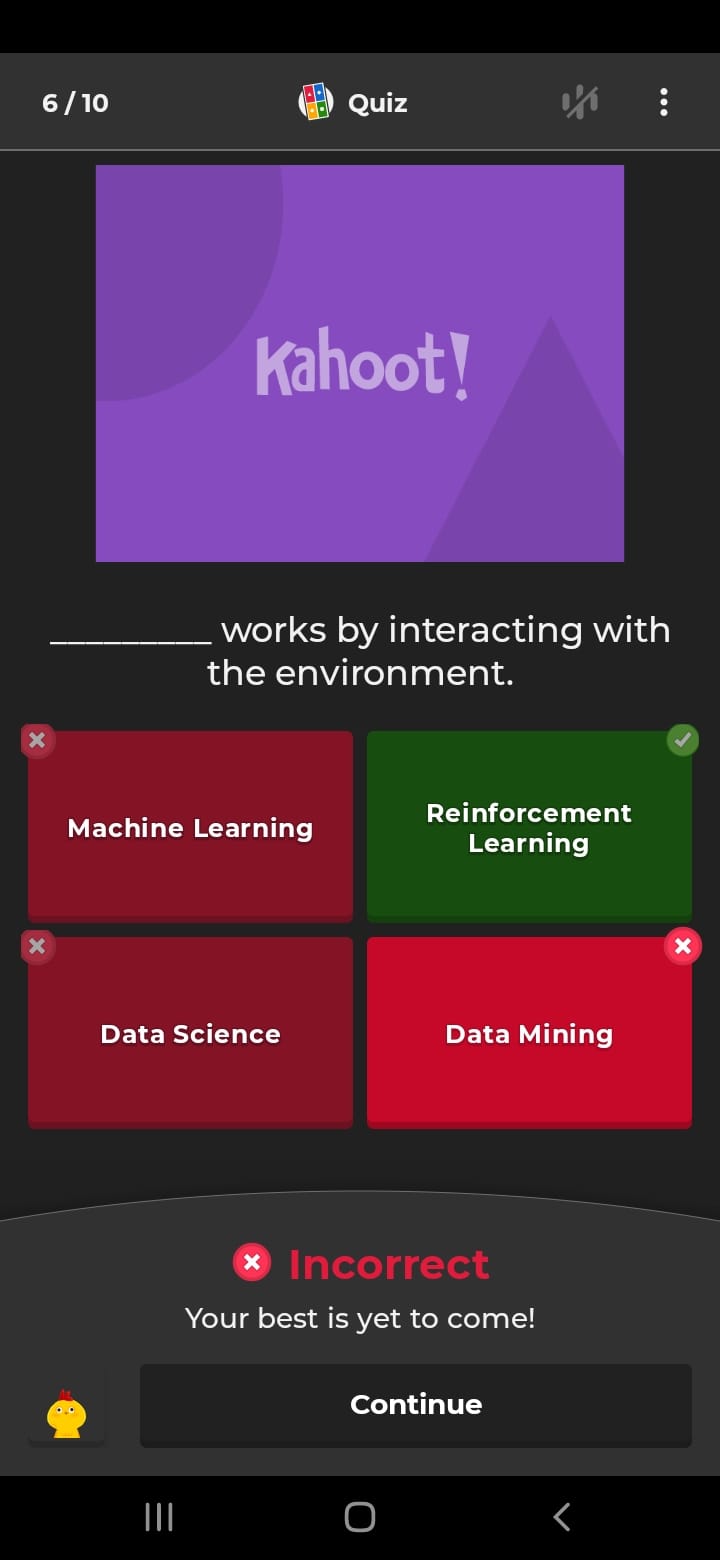 6 / 10
Quiz
Kahoot!
_________ works by interacting with
the environment.
Machine Learning
Reinforcement
Learning
Data Science
Data Mining
Incorrect
Your best is yet to come!
Continue